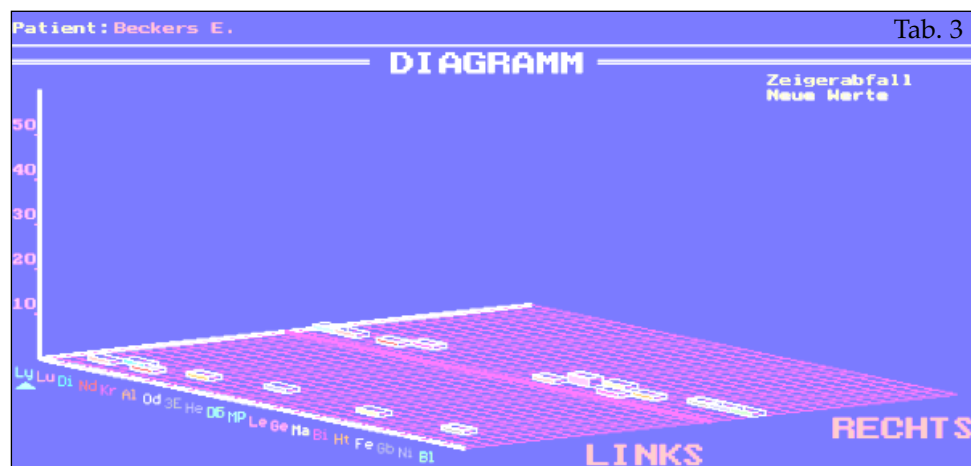 Patient: Beckers E.
Tab. 3
DIAGRAMM
Zeigerabfall
Neue Werte
50
40
30
20
10
Ly Lu Di Nd Kr Al Od 3E He Dб MP Le Ge Ma Bi Ht Fe Gb Ni Bl
LINKS
RECHTS